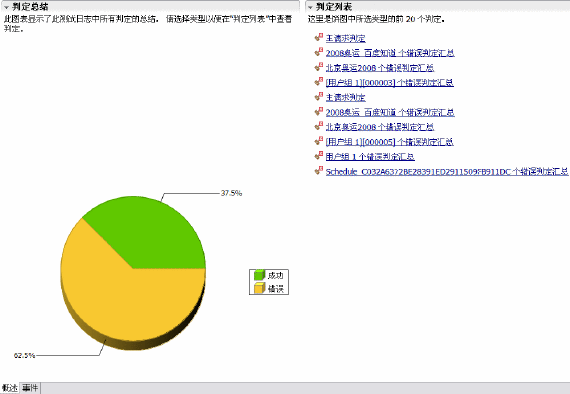 判定总结
此图表显示了此测试日志中所有判定的总结。 请选择类型以便在"判定列表"中查看
判定。
37.5%
成功
错误
62.5%
判定列表
这里是饼图中所选类型的前 20 个判定。
主请求判定
2008奥运_百度知道 个错误判定汇总
北京奥运2008 个错误判定汇总
[用户组 1][000003] 个错误判定汇总
主请求判定
2008奥运_百度知道 个错误判定汇总
北京奥运2008 个错误判定汇总
[用户组 1][000005] 个错误判定汇总
用户组 1 个错误判定汇总
Schedule_C032A6372BE28391ED2911509FB911DC 个错误判定汇总
概述 事件